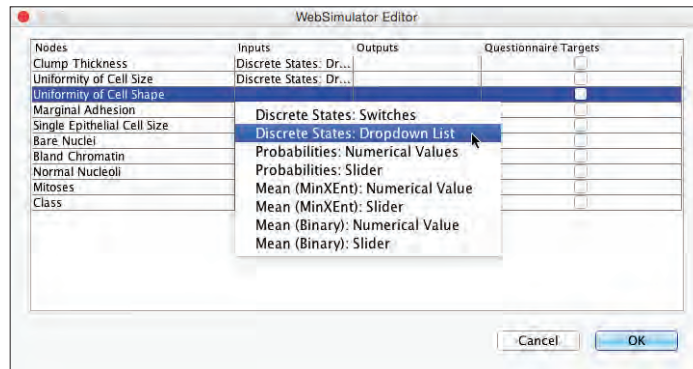 WebSimulator Editor
Nodes Inputs Outputs Questionnaire Targets
Clump Thickness Discrete States: Dr...
Uniformity of Cell Size Discrete States: Dr...
Uniformity of Cell Shape
Marginal Adhesion
Single Epithelial Cell Size
Bare Nuclei
Bland Chromatin
Normal Nucleoli
Mitoses
Class
Discrete States: Switches
Discrete States: Dropdown List
Probabilities: Numerical Values
Probabilities: Slider
Mean (MinXEnt): Numerical Value
Mean (MinXEnt): Slider
Mean (Binary): Numerical Value
Mean (Binary): Slider
Cancel OK